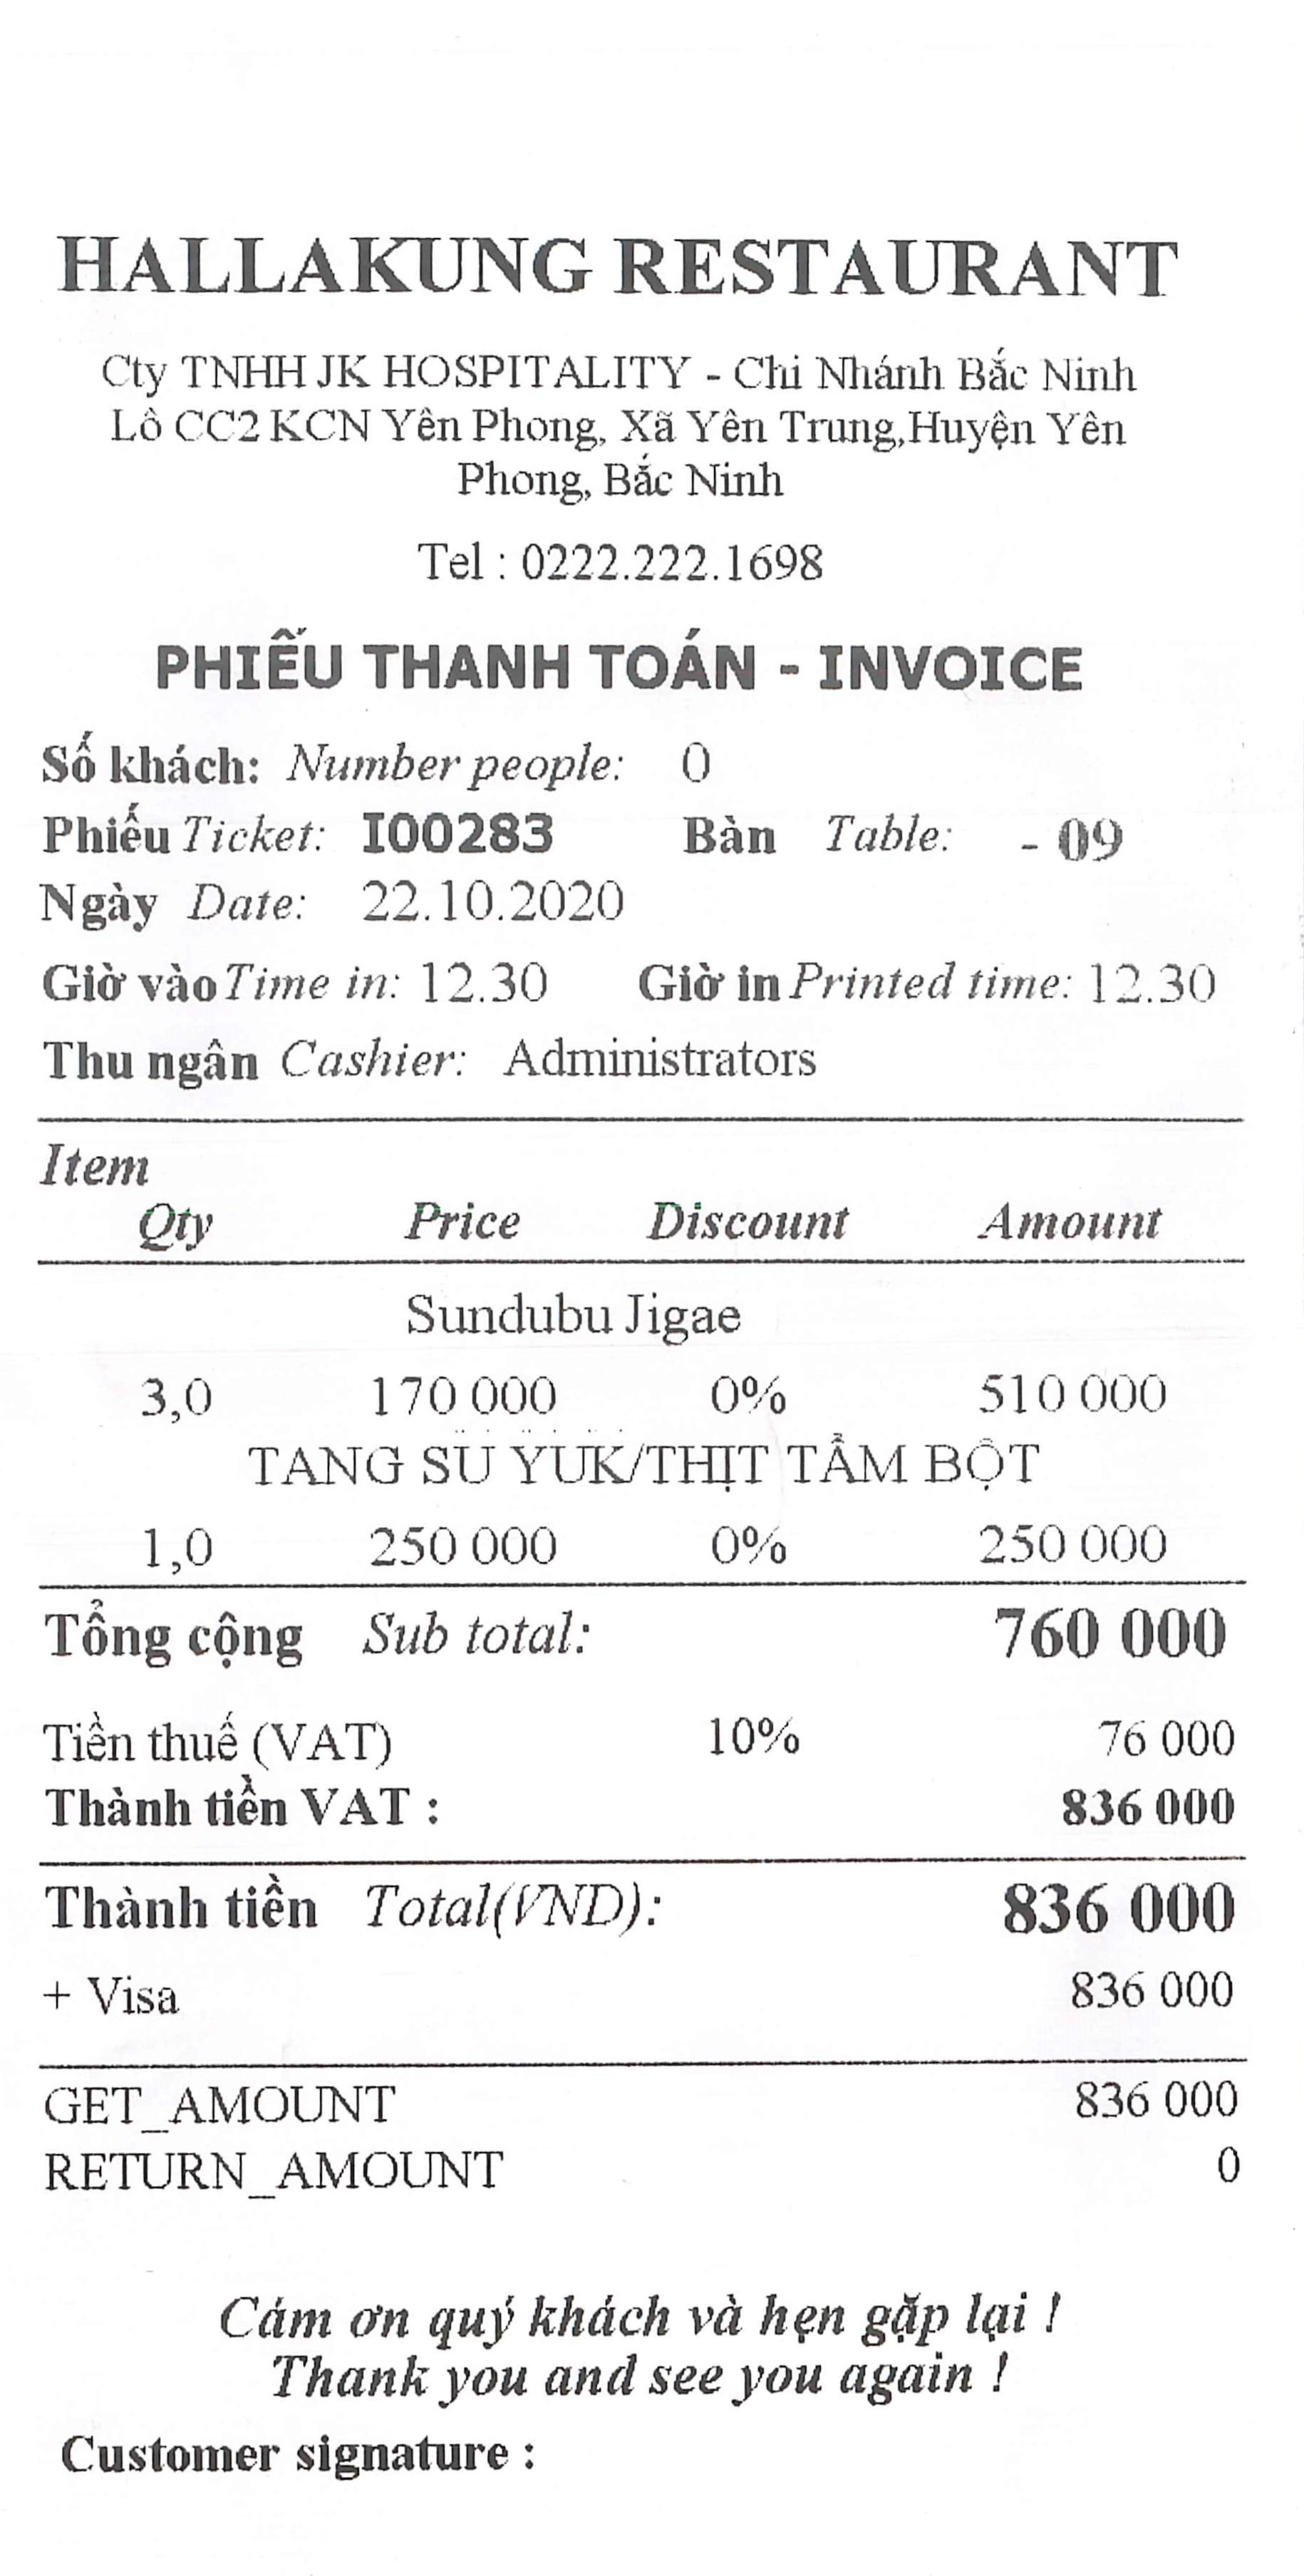 HALLAKUNG RESTAURANT
Cty TNHH JK HOSPITALITY - Chi Nhánh Bắc Ninh
Lô CC2 KCN Yên Phong, Xã Yên Trung,Huyện Yên
Phong, Bắc Ninh
Tel : 0222.222.1698
PHIẾU THANH TOÁN - INVOICE
Số khách: Number people: 0
Phiếu Ticket: I00283 Bàn Table: - 09
Ngày Date: 22.10.2020
Giờ vào Time in: 12.30 Giờ in Printed time: 12.30
Thu ngân Cashier: Administrators
Item
Qty Price Discount Amount
Sundubu Jigae
3,0 170 000 0% 510 000
TANG SU YUK/THỊT TẨM BỘT
1,0 250 000 0% 250 000
Tổng cộng Sub total: 760 000
Tiền thuế (VAT) 10% 76 000
Thành tiền VAT : 836 000
Thành tiền Total(VND): 836 000
+ Visa 836 000
GET_AMOUNT 836 000
RETURN_AMOUNT 0
Cám ơn quý khách và hẹn gặp lại !
Thank you and see you again !
Customer signature :